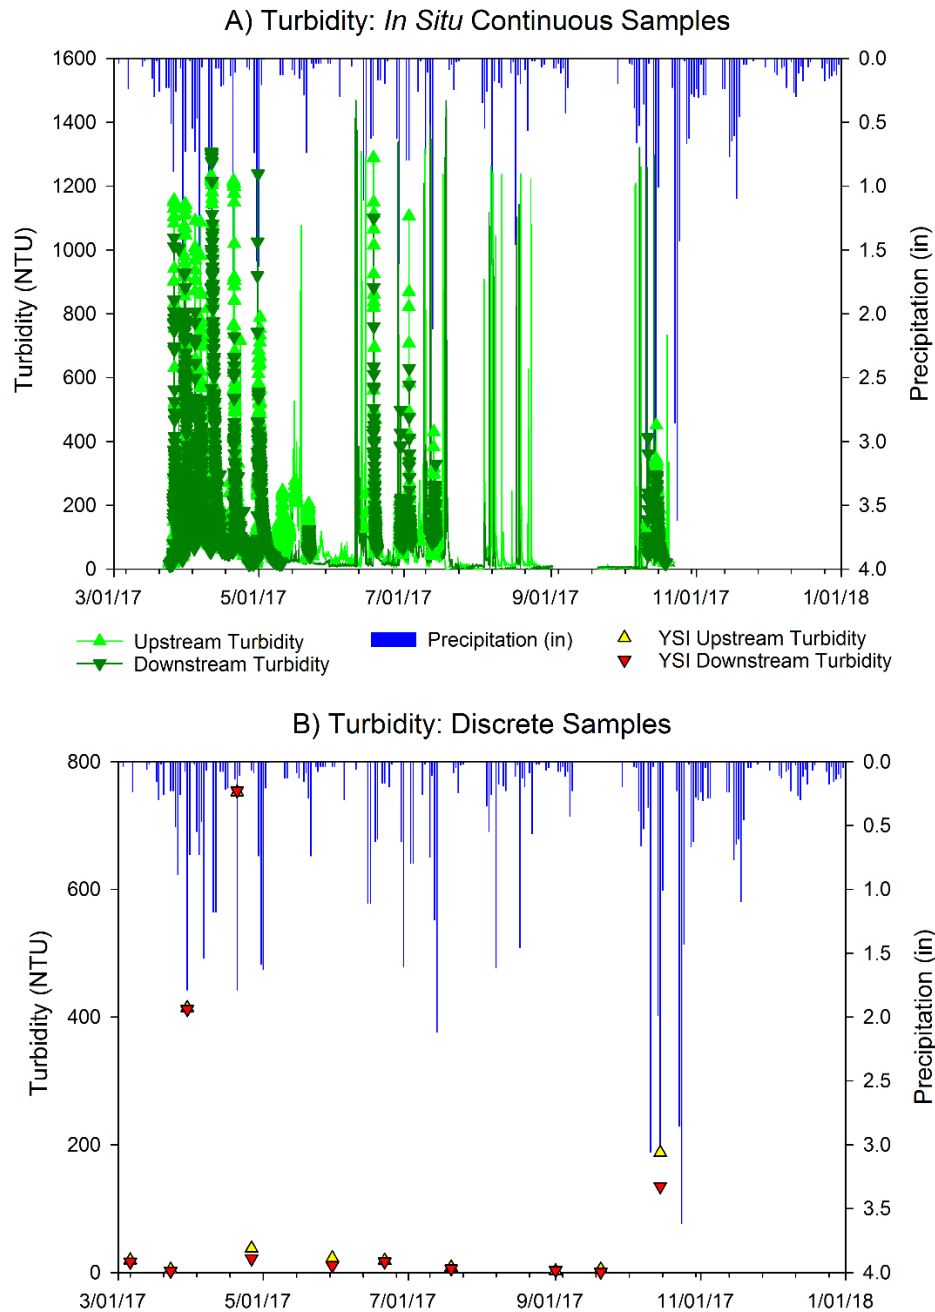 A) Turbidity: In Situ Continuous Samples
1600 0.0
1400 0.5
1200 1.0
1000 1.5
800 2.0
600 2.5
400 3.0
200 3.5
0 4.0
Turbidity (NTU)
Precipitation (in)
3/01/17 5/01/17 7/01/17 9/01/17 11/01/17 1/01/18
Upstream Turbidity Precipitation (in) YSI Upstream Turbidity
Downstream Turbidity YSI Downstream Turbidity
B) Turbidity: Discrete Samples
800 0.0
0.5
600 1.0
1.5
400 2.0
2.5
200 3.0
3.5
0 4.0
Turbidity (NTU)
Precipitation (in)
3/01/17 5/01/17 7/01/17 9/01/17 11/01/17 1/01/18